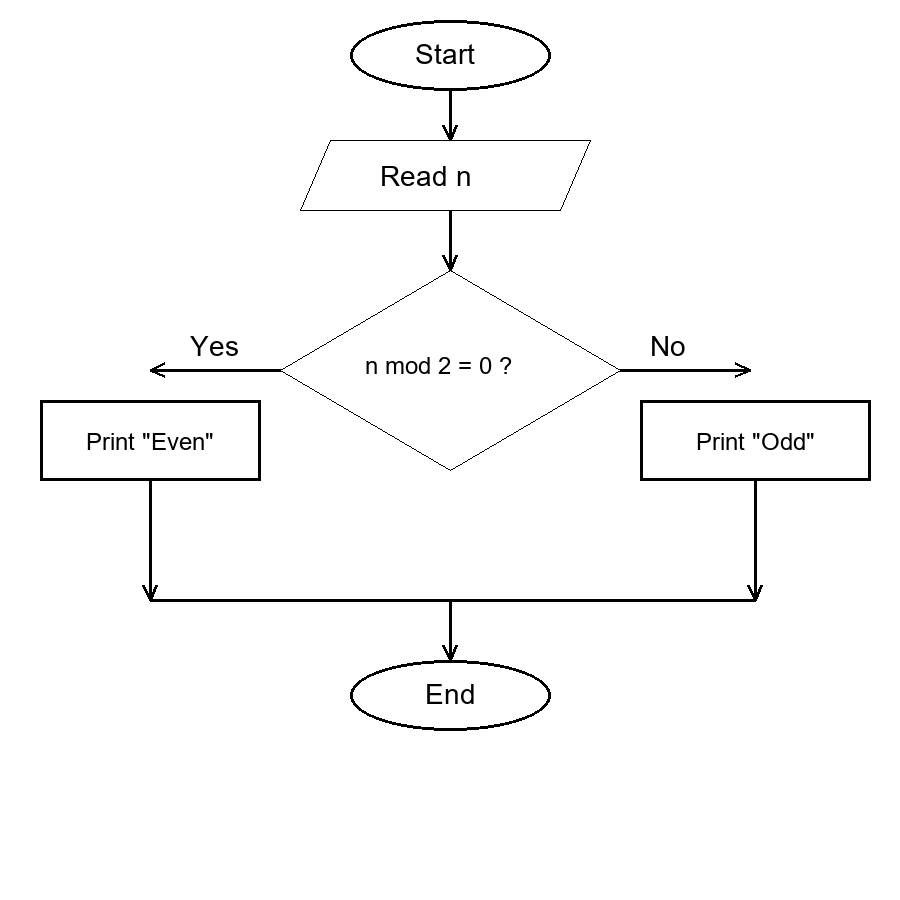 Start
Read n
Yes
n mod 2 = 0 ?
No
Print "Even"
Print "Odd"
End